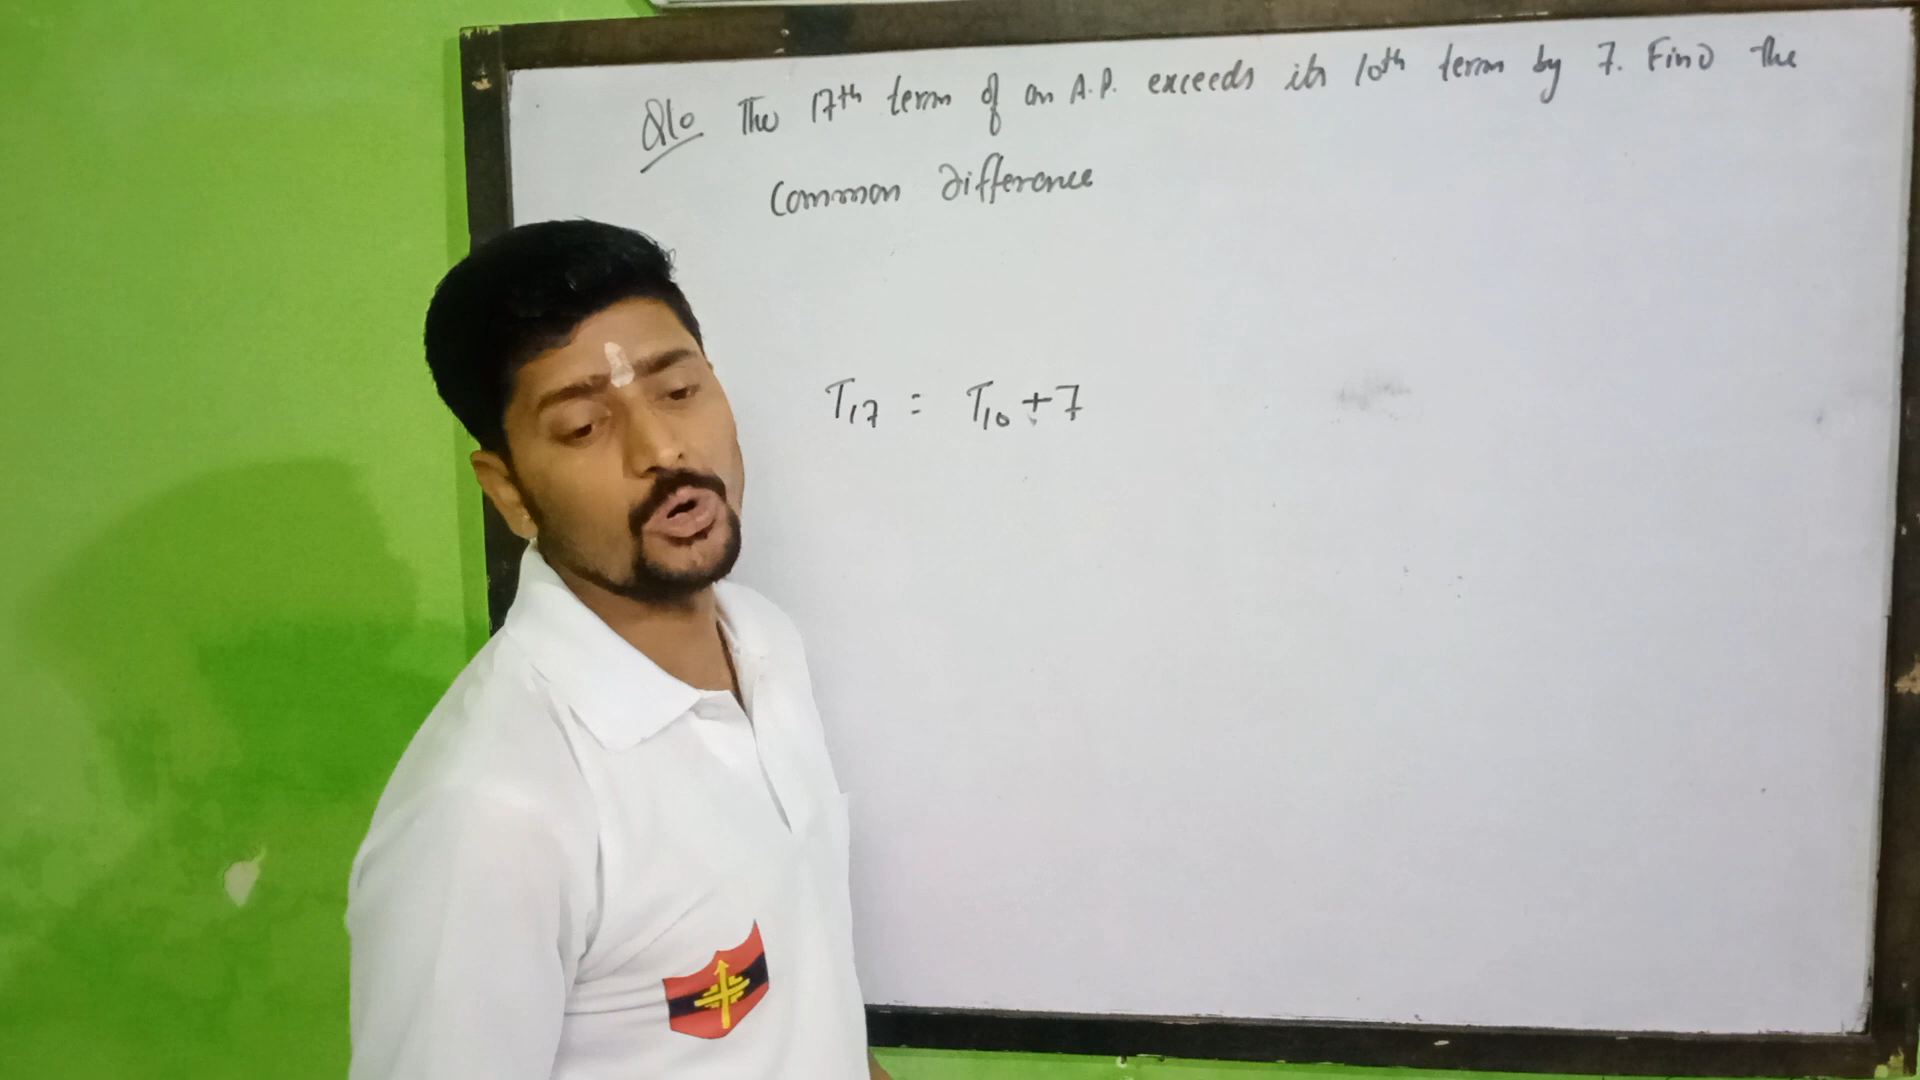 Q10 The 17th term of an A.P. exceeds its 10th term by 7. Find the
Common difference
T17 = T10 + 7